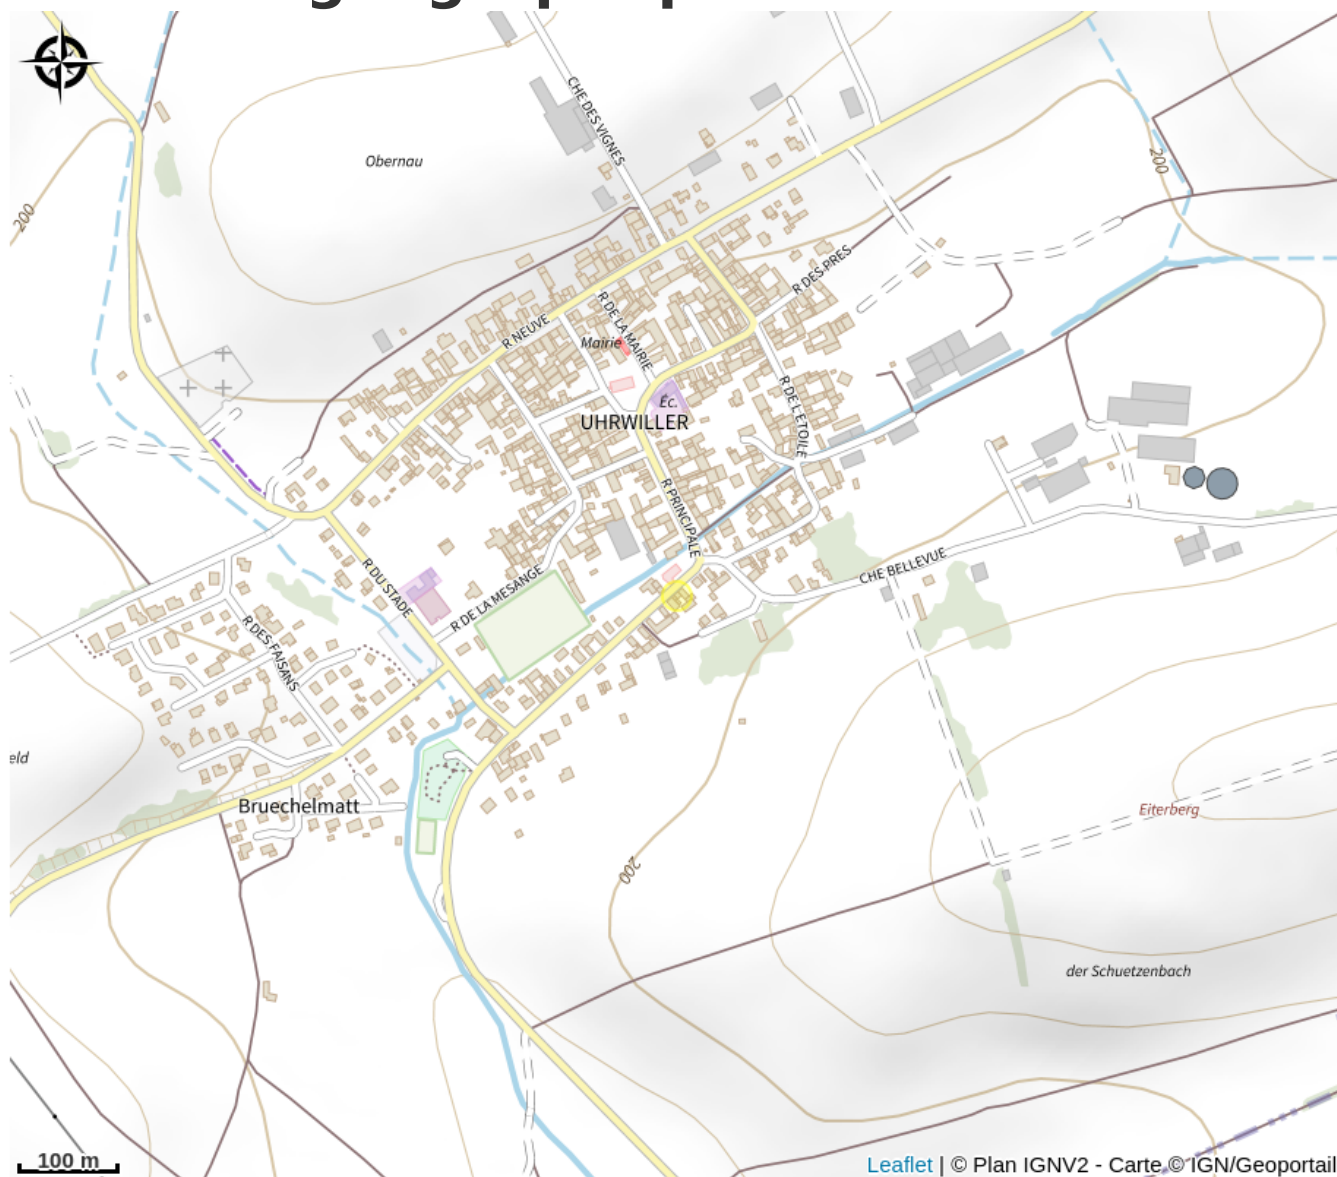 CHE DES VIGNES
Obernau
200
200
R DES PRES
R DE LA MAIRIE
R NEUVE
Mairie
Éc.
UHRWILLER
R DE L'ETOILE
R PRINCIPALE
CHE BELLEVUE
R DU STADE
R DE LA MESANGE
R DES FAISANS
eld
Bruechelmatt
Eiterberg
200
der Schuetzenbach
100 m
Leaflet | © Plan IGNV2 - Carte © IGN/Geoportail